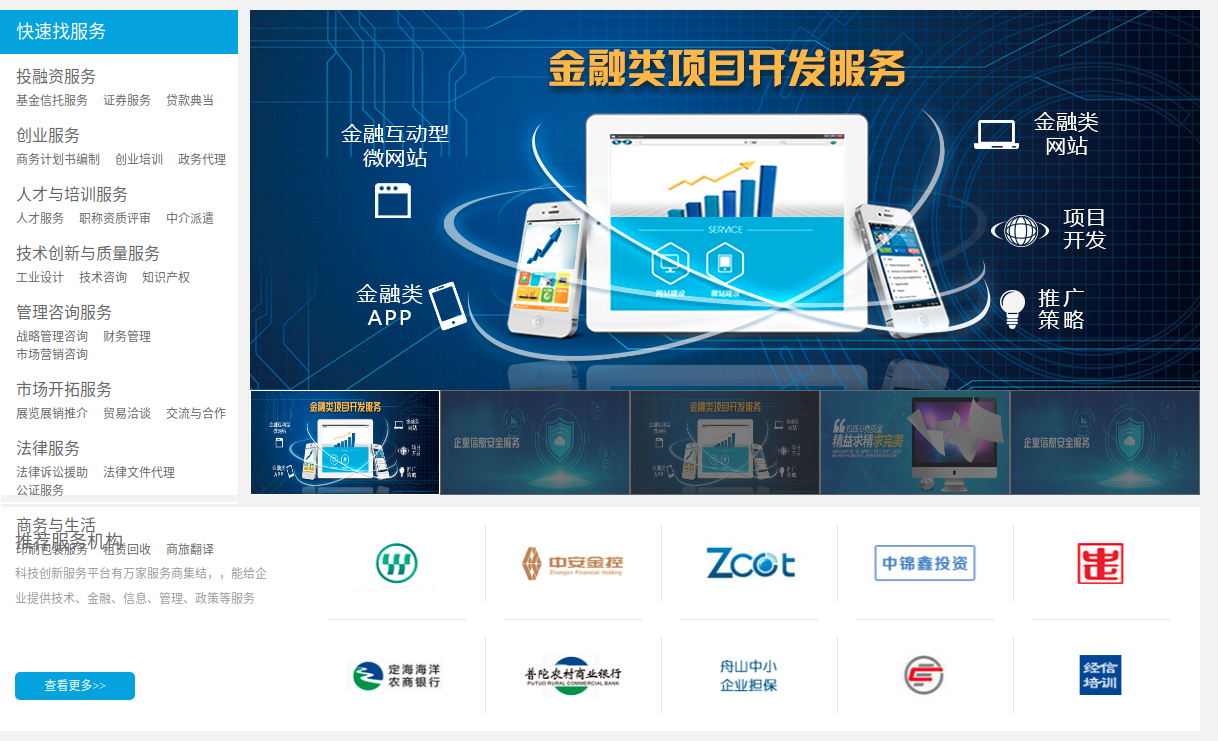 快速找服务
投融资服务
基金信托服务 证券服务 贷款典当
创业服务
商务计划书编制 创业培训 政务代理
人才与培训服务
人才服务 职称资质评审 中介派遣
技术创新与质量服务
工业设计 技术咨询 知识产权
管理咨询服务
战略管理咨询 财务管理
市场营销咨询
市场开拓服务
展览展销推介 贸易洽谈 交流与合作
法律服务
法律诉讼援助 法律文件代理
公证服务
商务与生活
印刷包装服务 租赁回收 商旅翻译
金融类项目开发服务
金融互动型
微网站
金融类
APP
SERVICE
网站建设 微站建设
金融类
网站
项目
开发
推广
策略
金融类项目开发服务
企业信息安全服务
金融类项目开发服务
精益求精求完美
企业信息安全服务
推荐服务机构
科技创新服务平台有万家服务商集结，，能给企
业提供技术、金融、信息、管理、政策等服务
查看更多>>
中安金控
Zhongan Financial Holding
Zcot
中锦鑫投资
定海海洋
农商银行
普陀农村商业银行
PUTUO RURAL COMMERCIAL BANK
舟山中小
企业担保
经信
培训